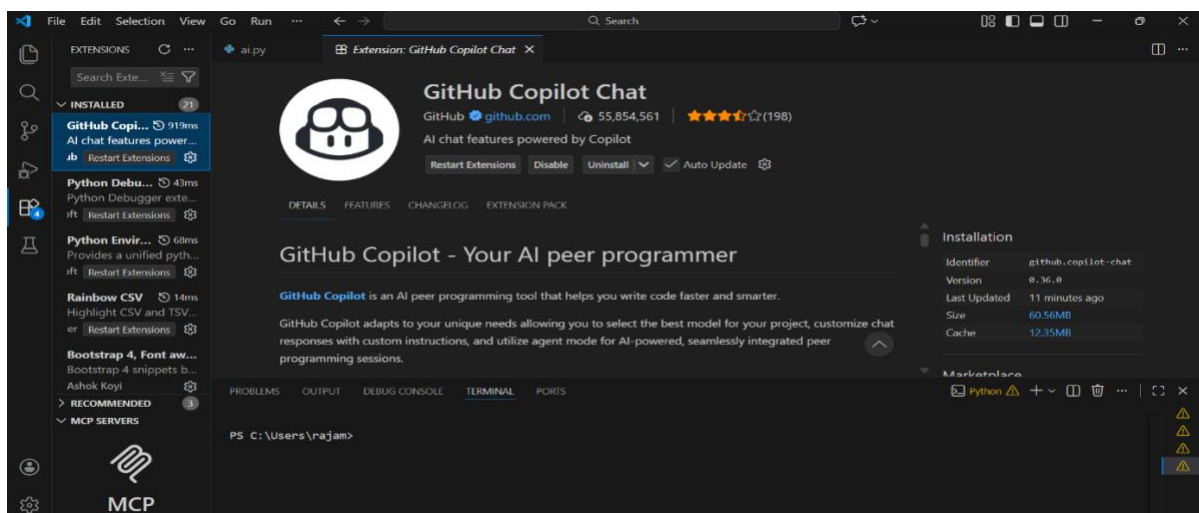 File Edit Selection View Go Run ··· ← → Search
EXTENSIONS ···
Search Exte...
INSTALLED 21
GitHub Copi... 919ms
AI chat features power...
ub Restart Extensions
Python Debu... 43ms
Python Debugger exte...
oft Restart Extensions
Python Envir... 68ms
Provides a unified pyth...
oft Restart Extensions
Rainbow CSV 14ms
Highlight CSV and TSV...
er Restart Extensions
Bootstrap 4, Font aw...
Bootstrap 4 snippets b...
Ashok Koyi
RECOMMENDED 3
MCP SERVERS
MCP
4
ai.py Extension: GitHub Copilot Chat ×
GitHub Copilot Chat
GitHub github.com 55,854,561 (198)
AI chat features powered by Copilot
Restart Extensions Disable Uninstall Auto Update
DETAILS FEATURES CHANGELOG EXTENSION PACK
GitHub Copilot - Your AI peer programmer
GitHub Copilot is an AI peer programming tool that helps you write code faster and smarter.
GitHub Copilot adapts to your unique needs allowing you to select the best model for your project, customize chat
responses with custom instructions, and utilize agent mode for AI-powered, seamlessly integrated peer
programming sessions.
Installation
Identifier github.copilot-chat
Version 0.36.0
Last Updated 11 minutes ago
Size 60.56MB
Cache 12.35MB
Marketplace
PROBLEMS OUTPUT DEBUG CONSOLE TERMINAL PORTS Python
PS C:\Users\rajam>